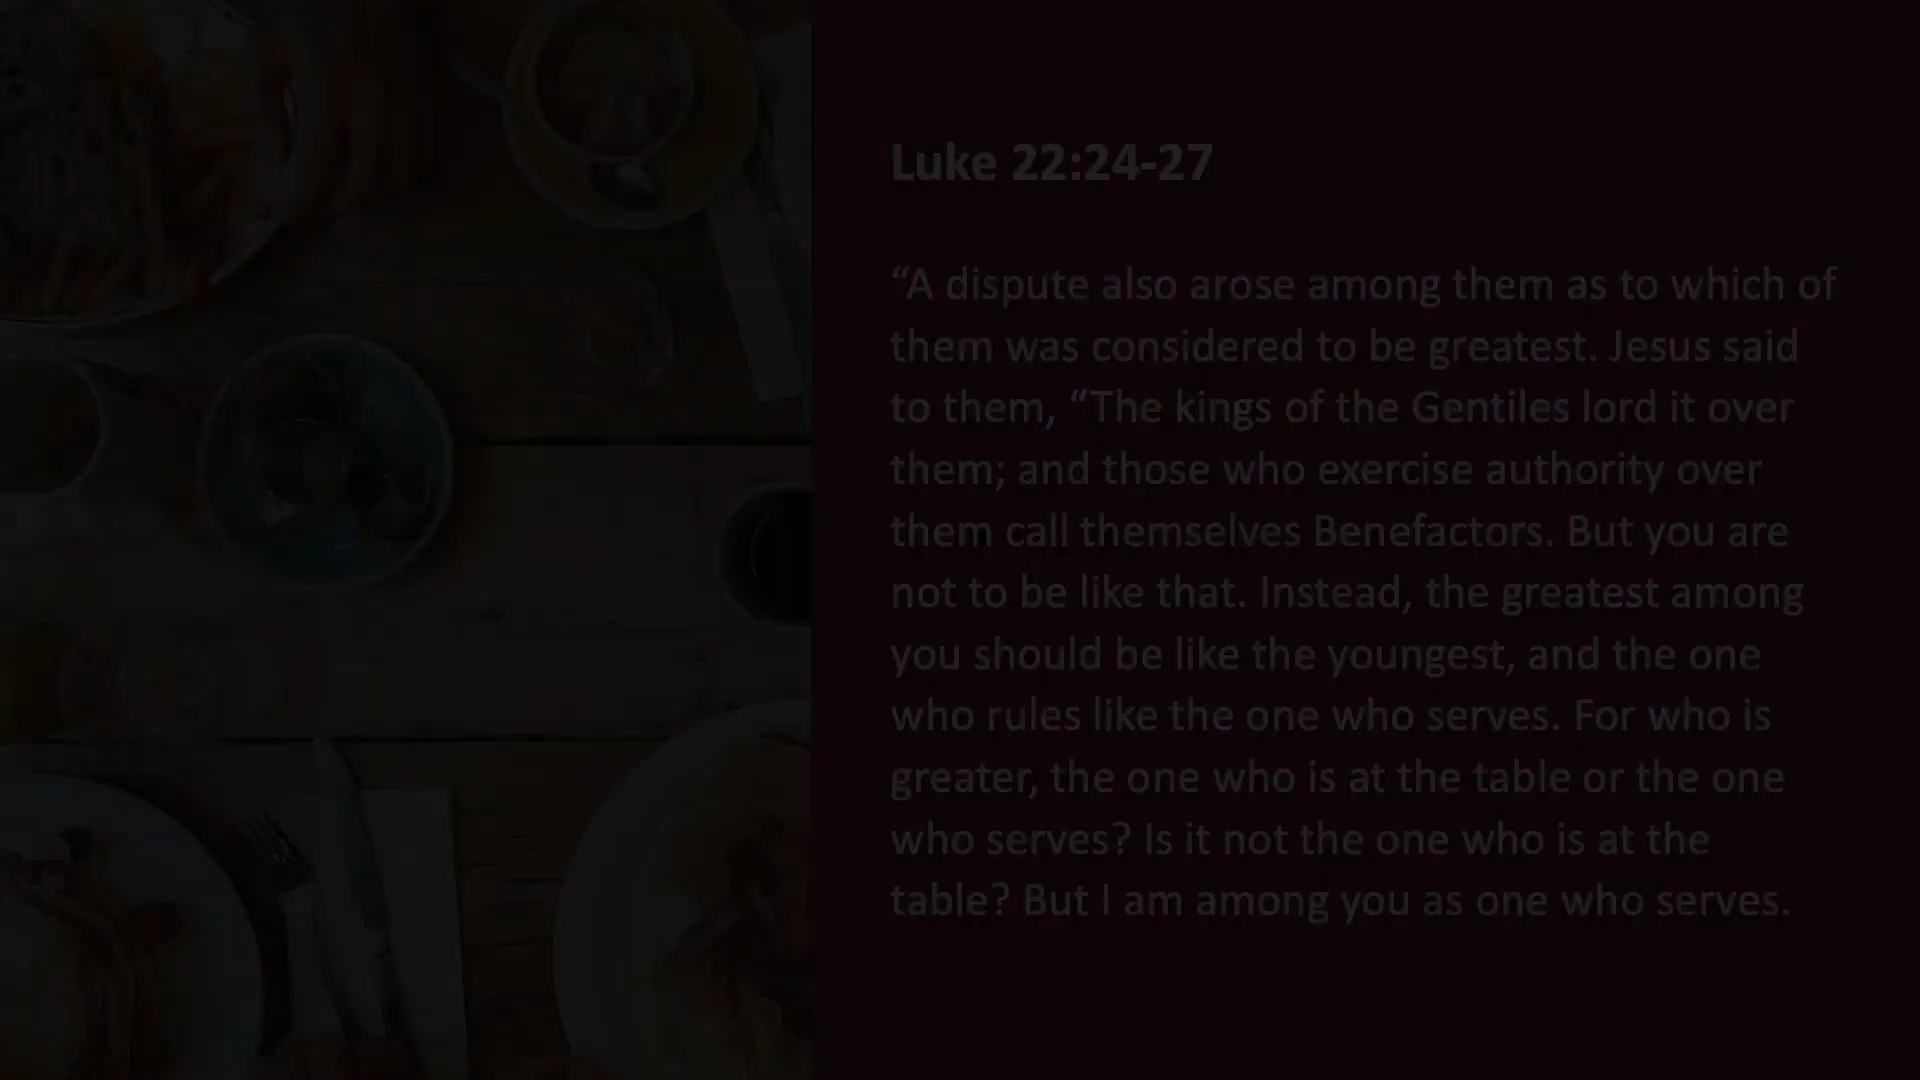 Luke 22:24-27
“A dispute also arose among them as to which of
them was considered to be greatest. Jesus said
to them, “The kings of the Gentiles lord it over
them; and those who exercise authority over
them call themselves Benefactors. But you are
not to be like that. Instead, the greatest among
you should be like the youngest, and the one
who rules like the one who serves. For who is
greater, the one who is at the table or the one
who serves? Is it not the one who is at the
table? But I am among you as one who serves.